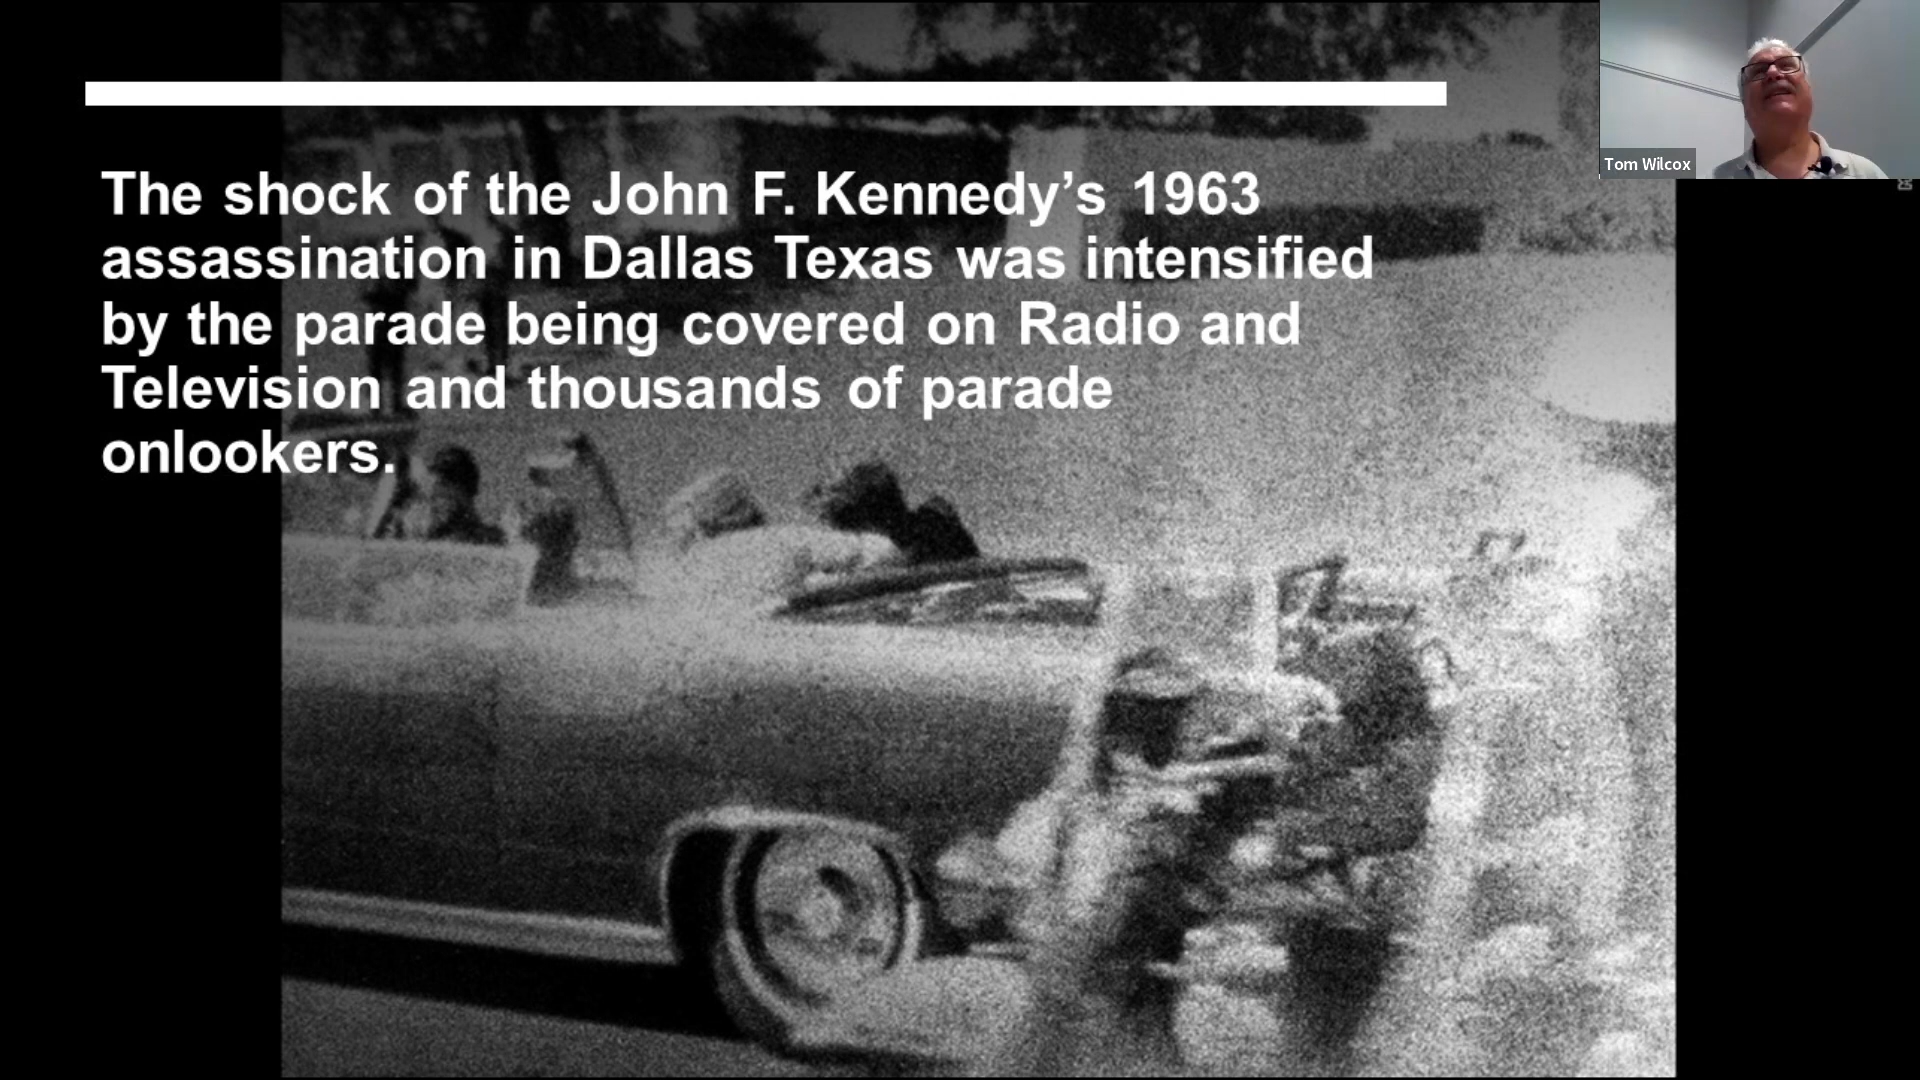 The shock of the John F. Kennedy’s 1963
assassination in Dallas Texas was intensified
by the parade being covered on Radio and
Television and thousands of parade
onlookers.
Tom Wilcox